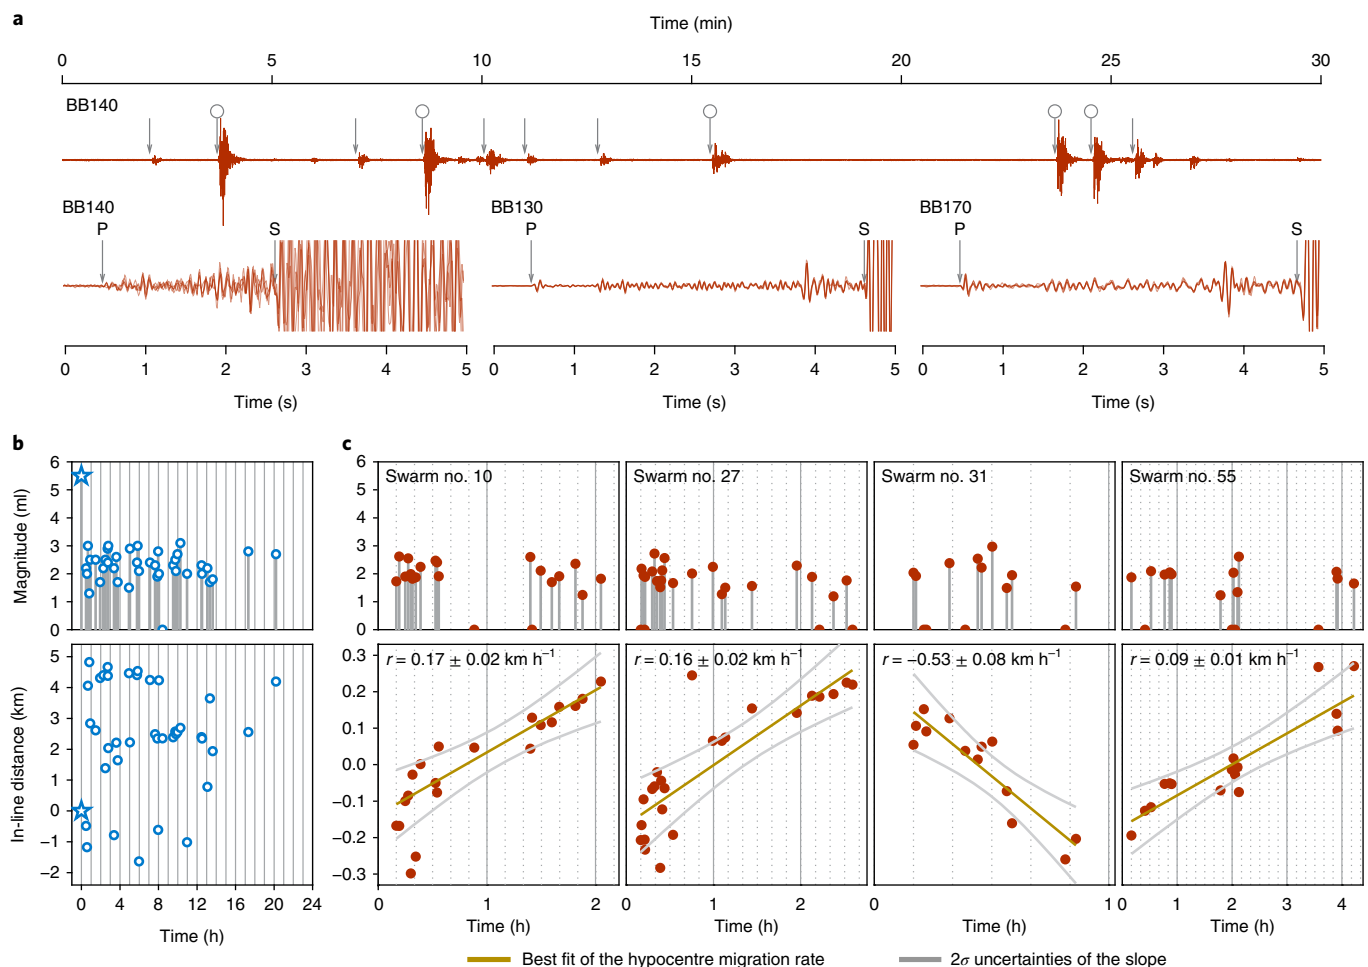 a
Time (min)
0 5 10 15 20 25 30
BB140
BB140 BB130 BB170
P S P S P S
0 1 2 3 4 5 0 1 2 3 4 5 0 1 2 3 4 5
Time (s) Time (s) Time (s)
b c
6 5 4 3 2 1 0
Magnitude (ml)
5 4 3 2 1 0 −1 −2
In-line distance (km)
0 4 8 12 16 20 24
Time (h)
6 5 4 3 2 1 0
Magnitude (ml)
Swarm no. 10 Swarm no. 27 Swarm no. 31 Swarm no. 55
0.3 0.2 0.1 0.0 −0.1 −0.2 −0.3
In-line distance (km)
r = 0.17 ± 0.02 km h⁻¹ r = 0.16 ± 0.02 km h⁻¹ r = −0.53 ± 0.08 km h⁻¹ r = 0.09 ± 0.01 km h⁻¹
0 1 2 0 1 2 0 1 0 1 2 3 4
Time (h) Time (h) Time (h) Time (h)
Best fit of the hypocentre migration rate 2σ uncertainties of the slope